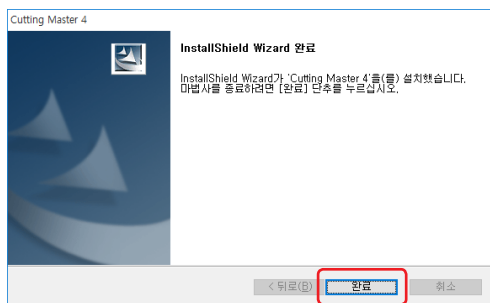 Cutting Master 4
InstallShield Wizard 완료
InstallShield Wizard가 'Cutting Master 4'을(를) 설치했습니다.
마법사를 종료하려면 [완료] 단추를 누르십시오.
< 뒤로(B)
완료
취소